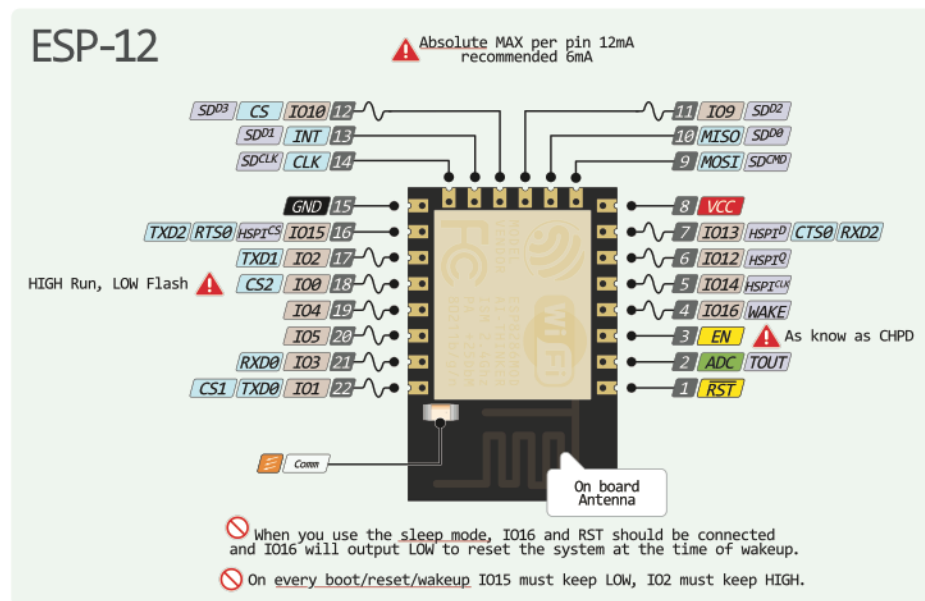 ESP-12
Absolute MAX per pin 12mA
recommended 6mA
SDD3 CS IO10 12
SDD1 INT 13
SDCLK CLK 14
11 IO9 SDD2
10 MISO SDD0
9 MOSI SDCMD
GND 15
TXD2 RTS0 HSPICS IO15 16
TXD1 IO2 17
HIGH Run, LOW Flash CS2 IO0 18
IO4 19
IO5 20
RXD0 IO3 21
CS1 TXD0 IO1 22
8 VCC
7 IO13 HSPID CTS0 RXD2
6 IO12 HSPIQ
5 IO14 HSPICLK
4 IO16 WAKE
3 EN As know as CHPD
2 ADC TOUT
1 RST
FCC
WiFi
Comm
On board
Antenna
When you use the sleep mode, IO16 and RST should be connected
and IO16 will output LOW to reset the system at the time of wakeup.
On every boot/reset/wakeup IO15 must keep LOW, IO2 must keep HIGH.